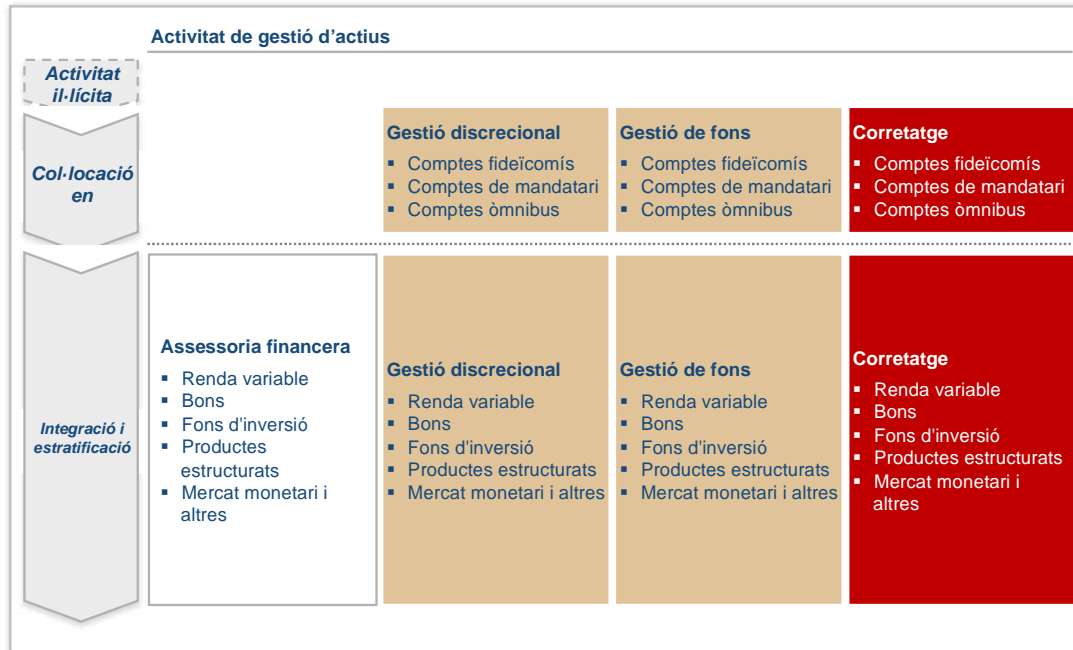 Activitat de gestió d'actius
Activitat
il·lícita
Col·locació
en
Gestió discrecional
▪ Comptes fideïcomís
▪ Comptes de mandatari
▪ Comptes òmnibus
Gestió de fons
▪ Comptes fideïcomís
▪ Comptes de mandatari
▪ Comptes òmnibus
Corretatge
▪ Comptes fideïcomís
▪ Comptes de mandatari
▪ Comptes òmnibus
Integració i
estratificació
Assessoria financera
▪ Renda variable
▪ Bons
▪ Fons d'inversió
▪ Productes
estructurats
▪ Mercat monetari i
altres
Gestió discrecional
▪ Renda variable
▪ Bons
▪ Fons d'inversió
▪ Productes estructurats
▪ Mercat monetari i altres
Gestió de fons
▪ Renda variable
▪ Bons
▪ Fons d'inversió
▪ Productes estructurats
▪ Mercat monetari i altres
Corretatge
▪ Renda variable
▪ Bons
▪ Fons d'inversió
▪ Productes estructurats
▪ Mercat monetari i
altres